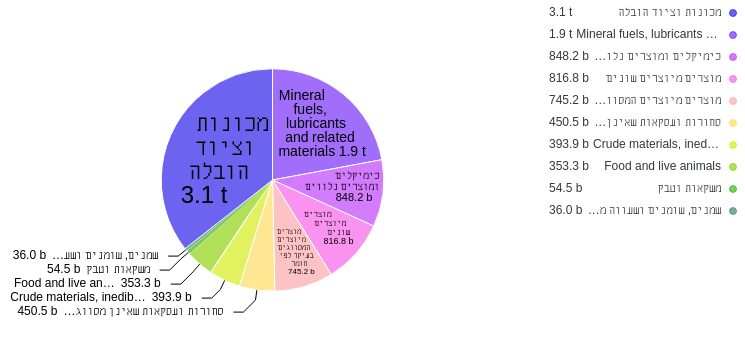 מכונות וציוד הובלה 3.1 t
Mineral fuels, lubricants … 1.9 t
כימיקלים ומוצרים נלו… 848.2 b
מוצרים מיוצרים שונים 816.8 b
מוצרים מיוצרים המסוו… 745.2 b
סחורות ועסקאות שאינן… 450.5 b
Crude materials, ined… 393.9 b
Food and live animals 353.3 b
משקאות וטבק 54.5 b
שמנים, שומנים ושעווה מ… 36.0 b
מכונות
וציוד
הובלה
3.1 t
Mineral
fuels,
lubricants
and related
materials 1.9 t
כימיקלים
ומוצרים נלווים
848.2 b
מוצרים
מיוצרים
שונים
816.8 b
מוצרים
מיוצרים
המסווגים
בעיקר לפי
חומר
745.2 b
שמנים, שומנים ושע… 36.0 b
משקאות וטבק 54.5 b
Food and live an… 353.3 b
Crude materials, inedib… 393.9 b
סחורות ועסקאות שאינן מסווג… 450.5 b